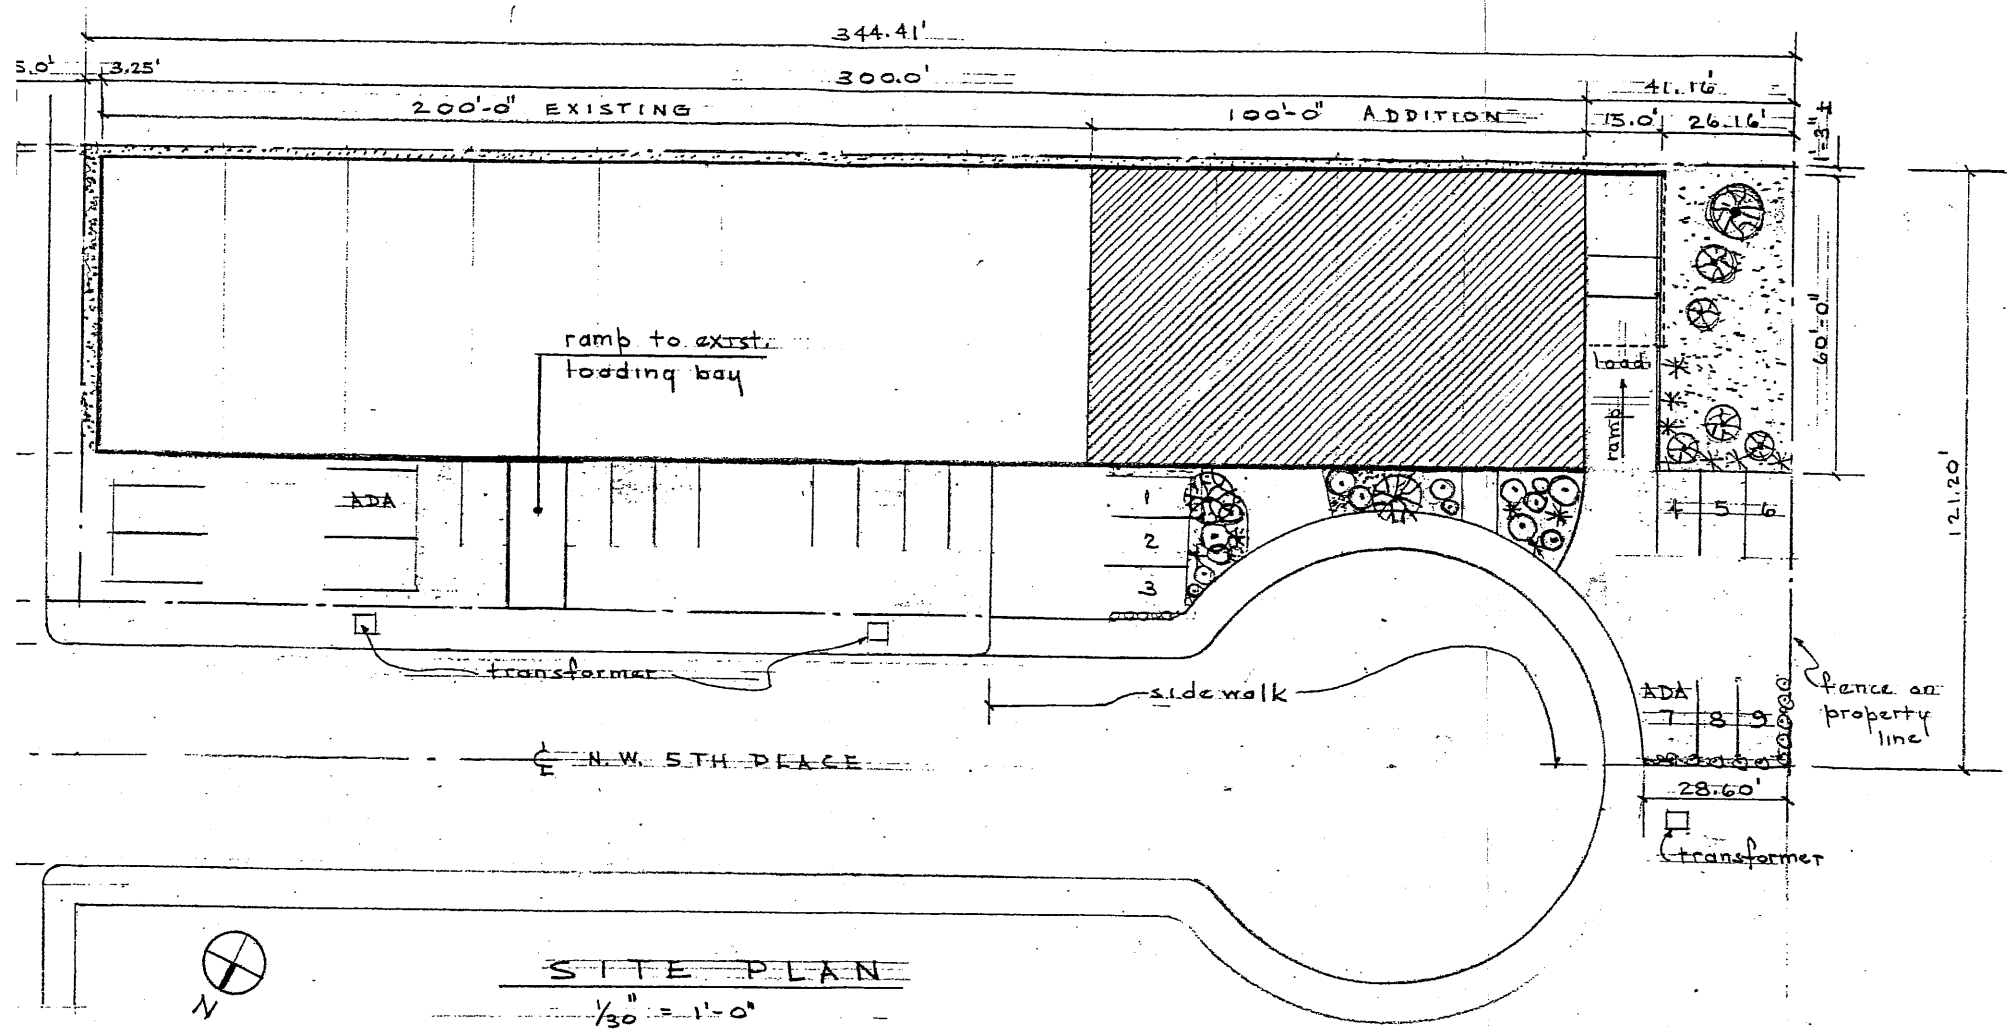 344.41'
5.0' 3.25' 300.0' 41.16'
200'-0" EXISTING 100'-0" ADDITION 15.0' 26.16'
1'-3" ±
ramp to exist.
loading bay
load
ramp
60'-0"
121.20'
ADA
1
2
3
4 5 6
transformer
sidewalk
ADA
7 8 9
fence on
property
line
℄ N.W. 5TH PLACE
28.60'
transformer
N
SITE PLAN
1/30" = 1'-0"